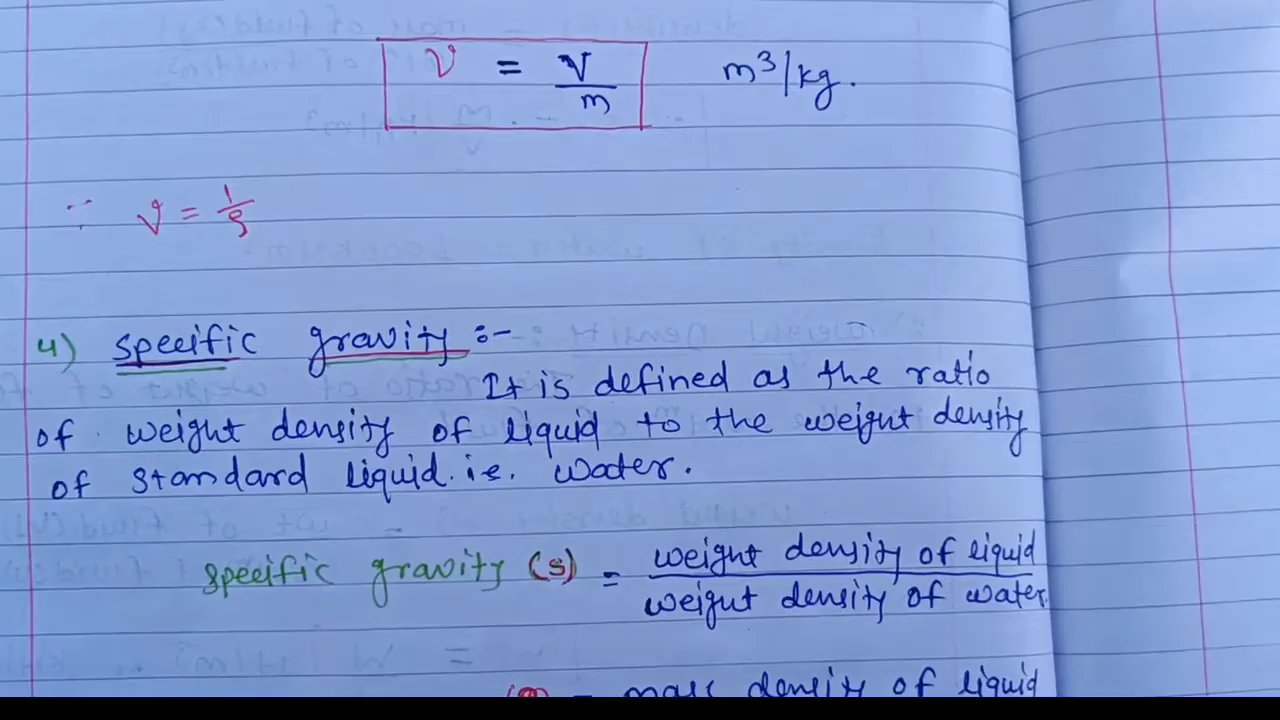 v = V/m m³/kg.
∵ v = 1/ρ
4) specific gravity :-
It is defined as the ratio
of weight density of liquid to the weight density
of standard liquid. i.e. water.
specific gravity (s) = weight density of liquid / weight density of water.
= mass density of liquid